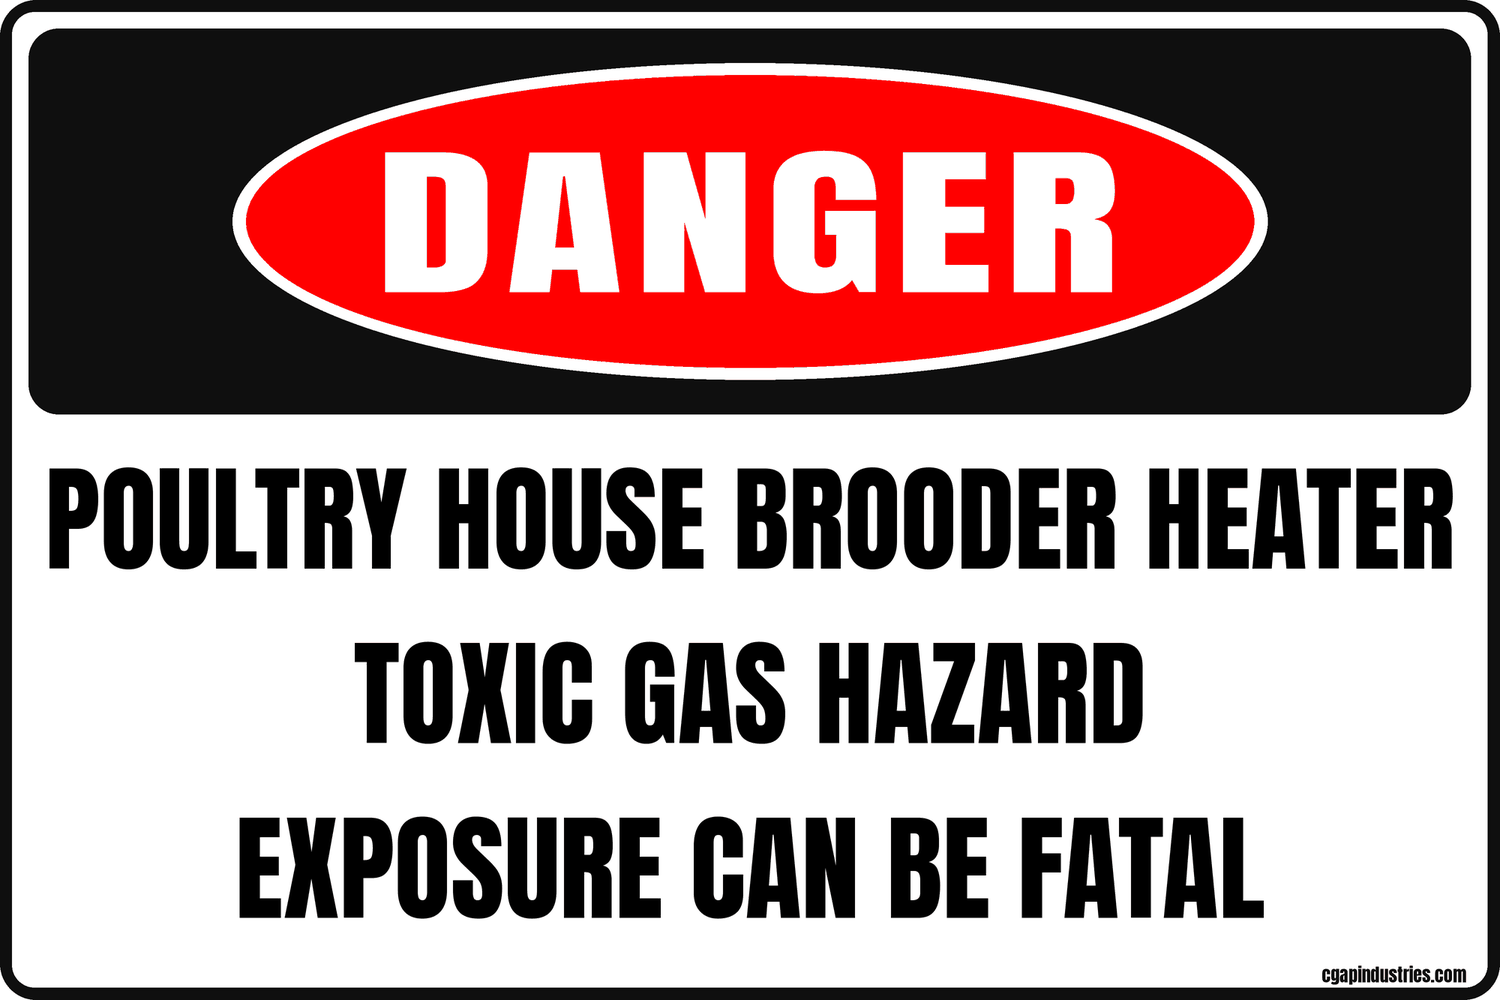 DANGER
POULTRY HOUSE BROODER HEATER
TOXIC GAS HAZARD
EXPOSURE CAN BE FATAL
cgapindustries.com